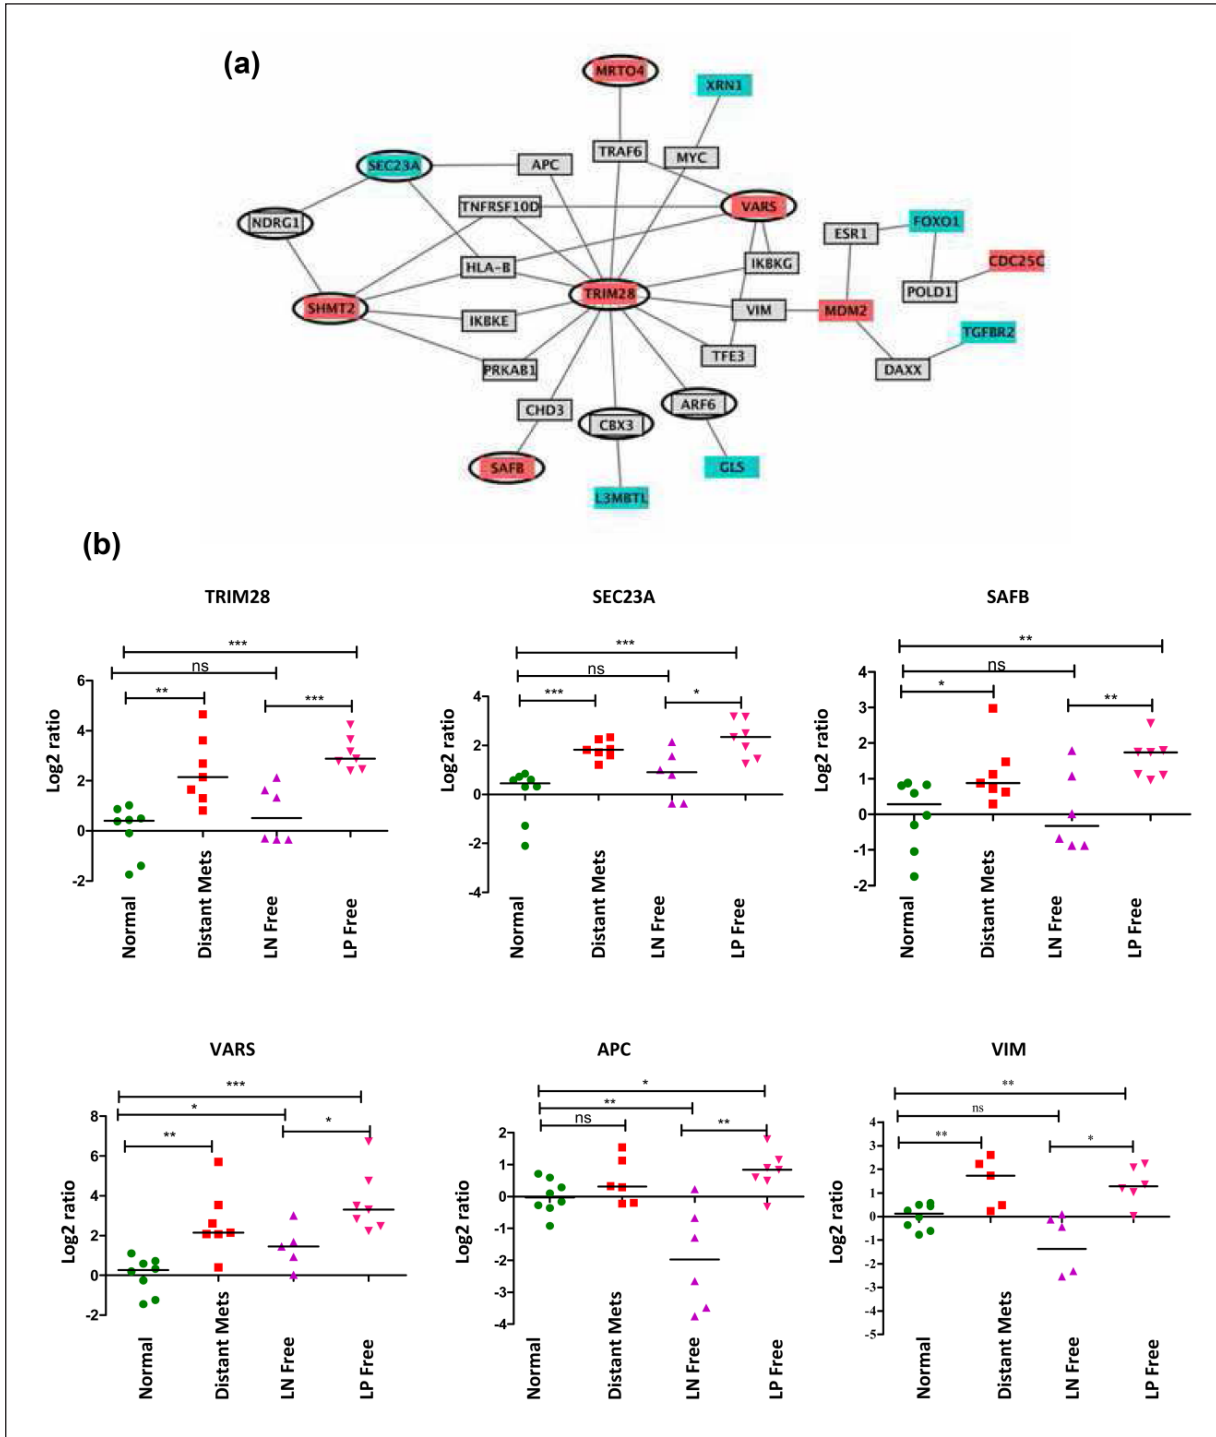 (a)
MRTO4
XRN1
SEC23A
APC
TRAF6
MYC
NDRG1
TNFRSF10D
VARS
ESR1
FOXO1
HLA-B
IKBKG
CDC25C
SHMT2
TRIM28
POLD1
IKBKE
VIM
MDM2
TGFBR2
PRKAB1
TFE3
DAXX
CHD3
CBX3
ARF6
SAFB
GLS
L3MBTL
(b)
TRIM28
***
ns
**
***
Log2 ratio
6
4
2
0
-2
Normal
Distant Mets
LN Free
LP Free
SEC23A
***
ns
***
*
Log2 ratio
4
2
0
-2
-4
Normal
Distant Mets
LN Free
LP Free
SAFB
**
ns
*
**
Log2 ratio
4
3
2
1
0
-1
-2
Normal
Distant Mets
LN Free
LP Free
VARS
***
*
**
*
Log2 ratio
8
6
4
2
0
-2
Normal
Distant Mets
LN Free
LP Free
APC
*
**
ns
**
Log2 ratio
2
1
0
-1
-2
-3
-4
Normal
Distant Mets
LN Free
LP Free
VIM
**
ns
**
*
Log2 ratio
4
3
2
1
0
-1
-2
-3
-4
-5
Normal
Distant Mets
LN Free
LP Free